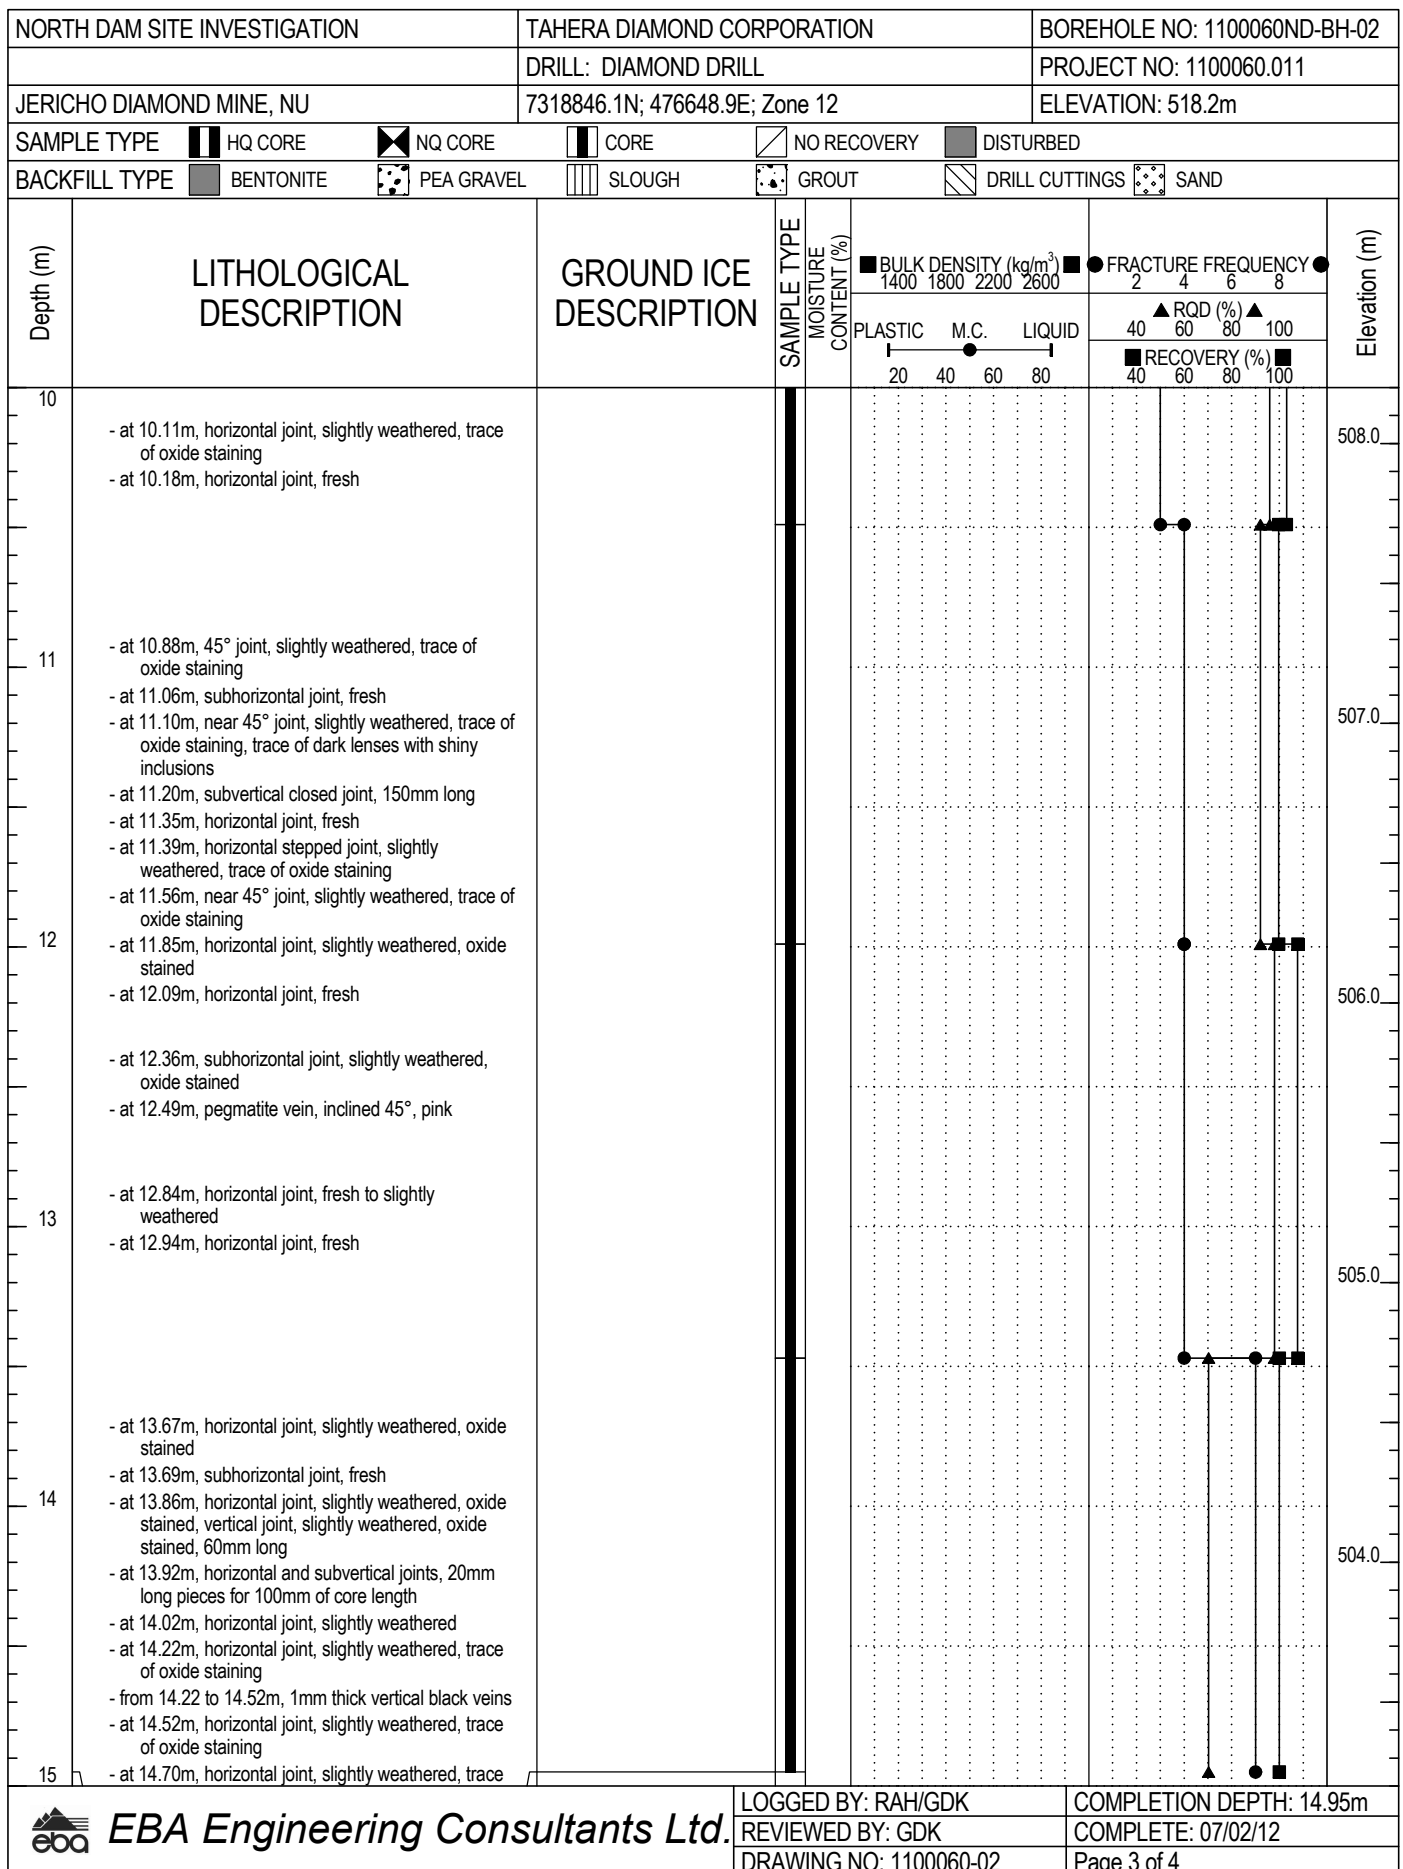 NORTH DAM SITE INVESTIGATION TAHERA DIAMOND CORPORATION BOREHOLE NO: 1100060ND-BH-02
DRILL: DIAMOND DRILL PROJECT NO: 1100060.011
JERICHO DIAMOND MINE, NU 7318846.1N; 476648.9E; Zone 12 ELEVATION: 518.2m
SAMPLE TYPE HQ CORE NQ CORE CORE NO RECOVERY DISTURBED
BACKFILL TYPE BENTONITE PEA GRAVEL SLOUGH GROUT DRILL CUTTINGS SAND
Depth (m)
LITHOLOGICAL
DESCRIPTION
GROUND ICE
DESCRIPTION
SAMPLE TYPE
MOISTURE
CONTENT (%)
BULK DENSITY (kg/m³)
1400 1800 2200 2600
PLASTIC M.C. LIQUID
20 40 60 80
FRACTURE FREQUENCY
2 4 6 8
RQD (%)
40 60 80 100
RECOVERY (%)
40 60 80 100
Elevation (m)
10
- at 10.11m, horizontal joint, slightly weathered, trace
of oxide staining
508.0
- at 10.18m, horizontal joint, fresh
- at 10.88m, 45° joint, slightly weathered, trace of
oxide staining
11
- at 11.06m, subhorizontal joint, fresh
- at 11.10m, near 45° joint, slightly weathered, trace of
507.0
oxide staining, trace of dark lenses with shiny
inclusions
- at 11.20m, subvertical closed joint, 150mm long
- at 11.35m, horizontal joint, fresh
- at 11.39m, horizontal stepped joint, slightly
weathered, trace of oxide staining
- at 11.56m, near 45° joint, slightly weathered, trace of
oxide staining
12
- at 11.85m, horizontal joint, slightly weathered, oxide
stained
- at 12.09m, horizontal joint, fresh
506.0
- at 12.36m, subhorizontal joint, slightly weathered,
oxide stained
- at 12.49m, pegmatite vein, inclined 45°, pink
- at 12.84m, horizontal joint, fresh to slightly
weathered
13
- at 12.94m, horizontal joint, fresh
505.0
- at 13.67m, horizontal joint, slightly weathered, oxide
stained
- at 13.69m, subhorizontal joint, fresh
14
- at 13.86m, horizontal joint, slightly weathered, oxide
stained, vertical joint, slightly weathered, oxide
stained, 60mm long
504.0
- at 13.92m, horizontal and subvertical joints, 20mm
long pieces for 100mm of core length
- at 14.02m, horizontal joint, slightly weathered
- at 14.22m, horizontal joint, slightly weathered, trace
of oxide staining
- from 14.22 to 14.52m, 1mm thick vertical black veins
- at 14.52m, horizontal joint, slightly weathered, trace
of oxide staining
15
- at 14.70m, horizontal joint, slightly weathered, trace
eba
EBA Engineering Consultants Ltd.
LOGGED BY: RAH/GDK COMPLETION DEPTH: 14.95m
REVIEWED BY: GDK COMPLETE: 07/02/12
DRAWING NO: 1100060-02 Page 3 of 4